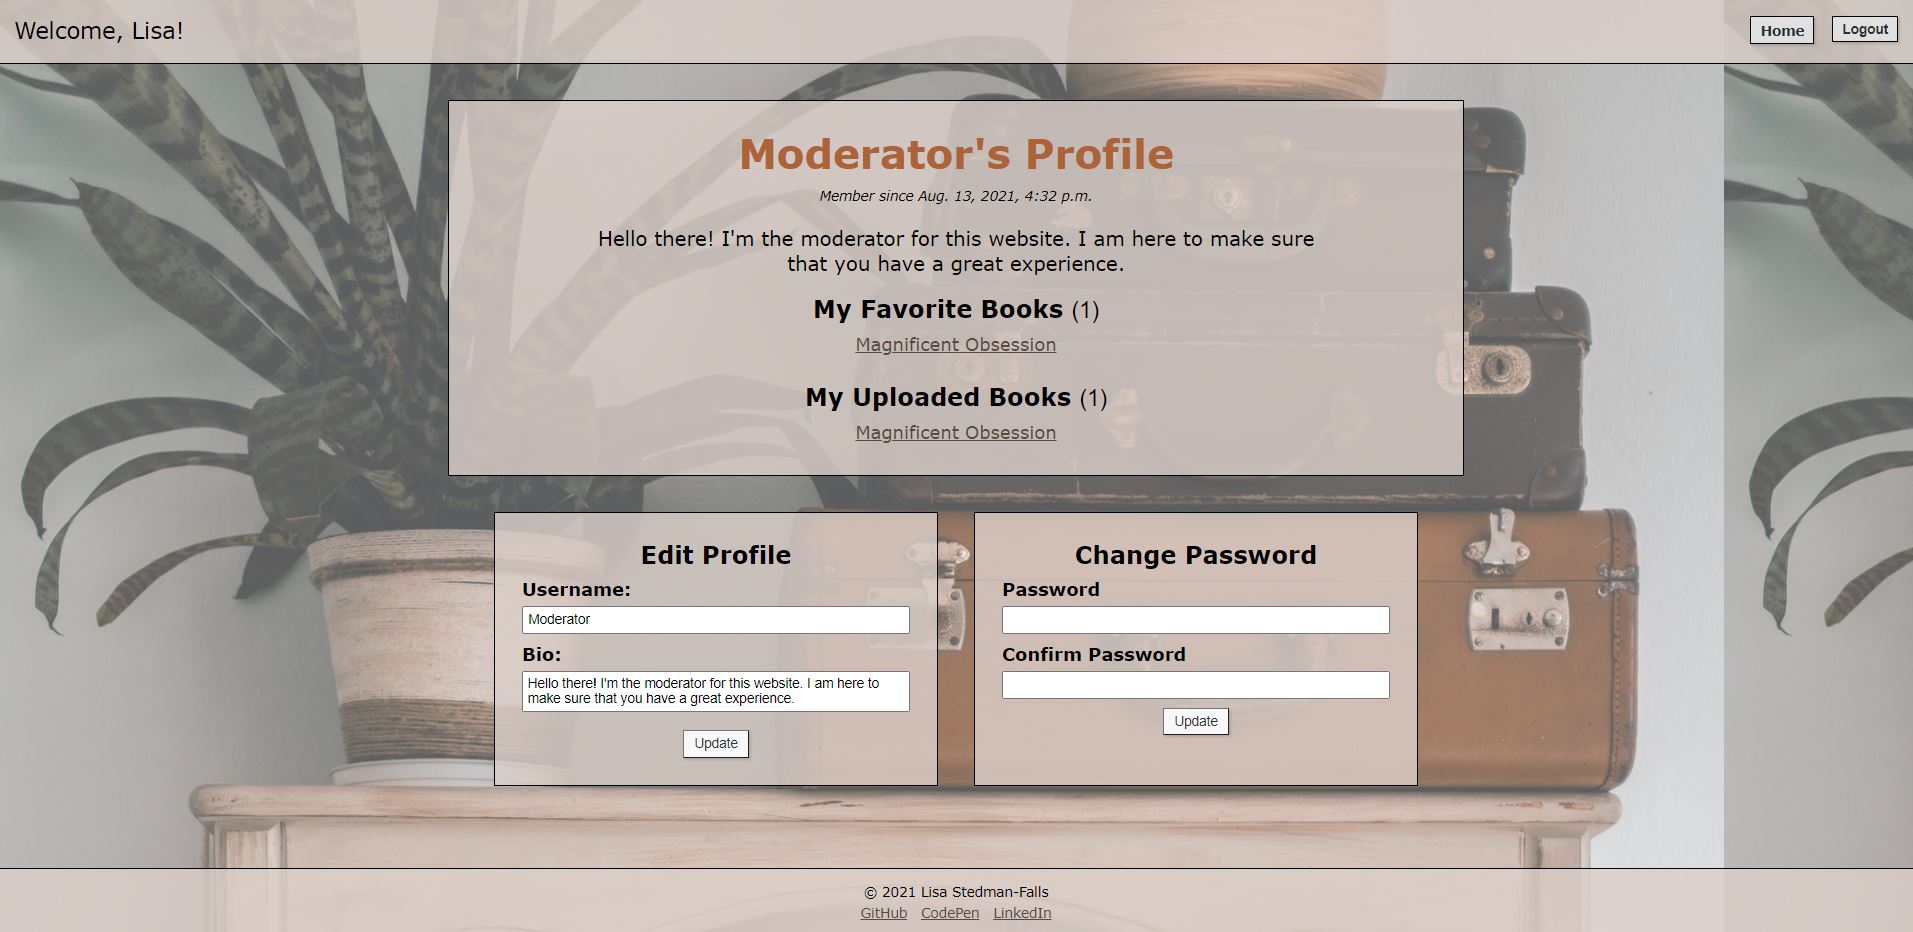 Welcome, Lisa!
Home
Logout
Moderator's Profile
Member since Aug. 13, 2021, 4:32 p.m.
Hello there! I'm the moderator for this website. I am here to make sure
that you have a great experience.
My Favorite Books (1)
Magnificent Obsession
My Uploaded Books (1)
Magnificent Obsession
Edit Profile
Username:
Moderator
Bio:
Hello there! I'm the moderator for this website. I am here to
make sure that you have a great experience.
Update
Change Password
Password
Confirm Password
Update
© 2021 Lisa Stedman-Falls
GitHub CodePen LinkedIn